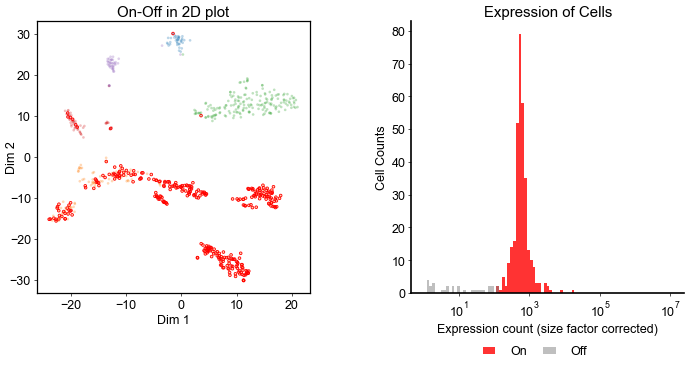 On-Off in 2D plot
30
20
10
0
−10
−20
−30
Dim 2
−20 −10 0 10 20
Dim 1
Expression of Cells
80
70
60
50
40
30
20
10
0
Cell Counts
10^1 10^3 10^5 10^7
Expression count (size factor corrected)
On Off